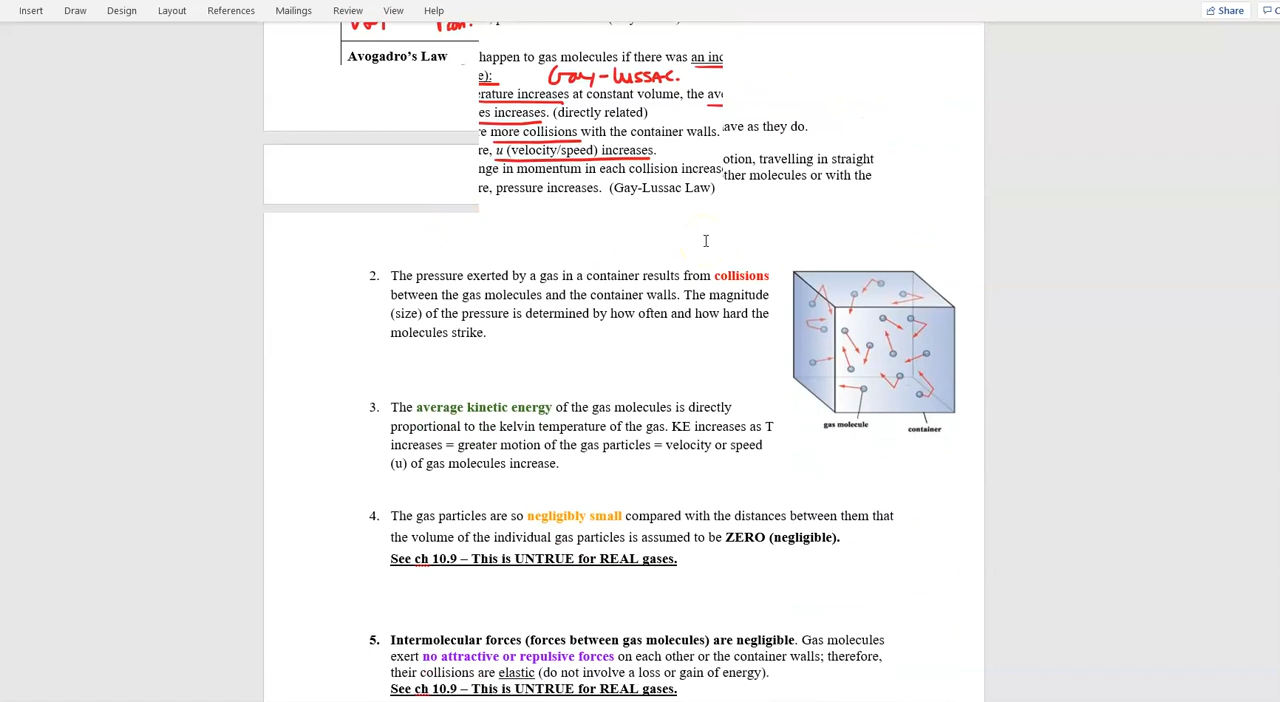 Insert Draw Design Layout References Mailings Review View Help Share
Avogadro's Law
happen to gas molecules if there was an inc
e): Gay-Lussac.
erature increases at constant volume, the ave
es increases. (directly related)
re more collisions with the container walls.
ave as they do.
re, u (velocity/speed) increases.
otion, travelling in straight
nge in momentum in each collision increas
ther molecules or with the
re, pressure increases. (Gay-Lussac Law)
2. The pressure exerted by a gas in a container results from collisions
between the gas molecules and the container walls. The magnitude
(size) of the pressure is determined by how often and how hard the
molecules strike.
gas molecule
container
3. The average kinetic energy of the gas molecules is directly
proportional to the kelvin temperature of the gas. KE increases as T
increases = greater motion of the gas particles = velocity or speed
(u) of gas molecules increase.
4. The gas particles are so negligibly small compared with the distances between them that
the volume of the individual gas particles is assumed to be ZERO (negligible).
See ch 10.9 – This is UNTRUE for REAL gases.
5. Intermolecular forces (forces between gas molecules) are negligible. Gas molecules
exert no attractive or repulsive forces on each other or the container walls; therefore,
their collisions are elastic (do not involve a loss or gain of energy).
See ch 10.9 – This is UNTRUE for REAL gases.